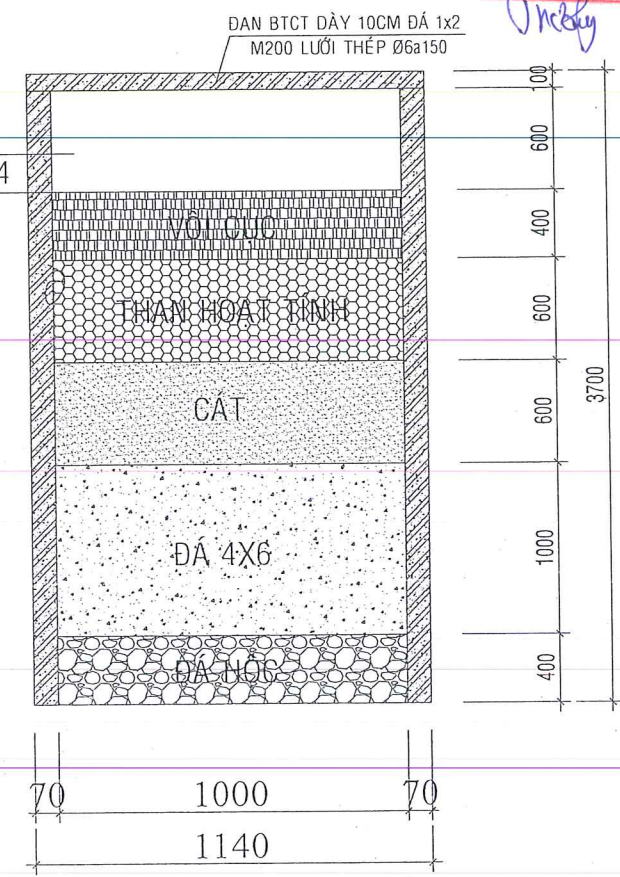 ĐAN BTCT DÀY 10CM ĐÁ 1x2
M200 LƯỚI THÉP Ø6a150
100
600
4
VÔI CỤC
400
THAN HOẠT TÍNH
600
3700
CÁT
600
ĐÁ 4X6
1000
ĐÁ HỘC
400
70
1000
70
1140